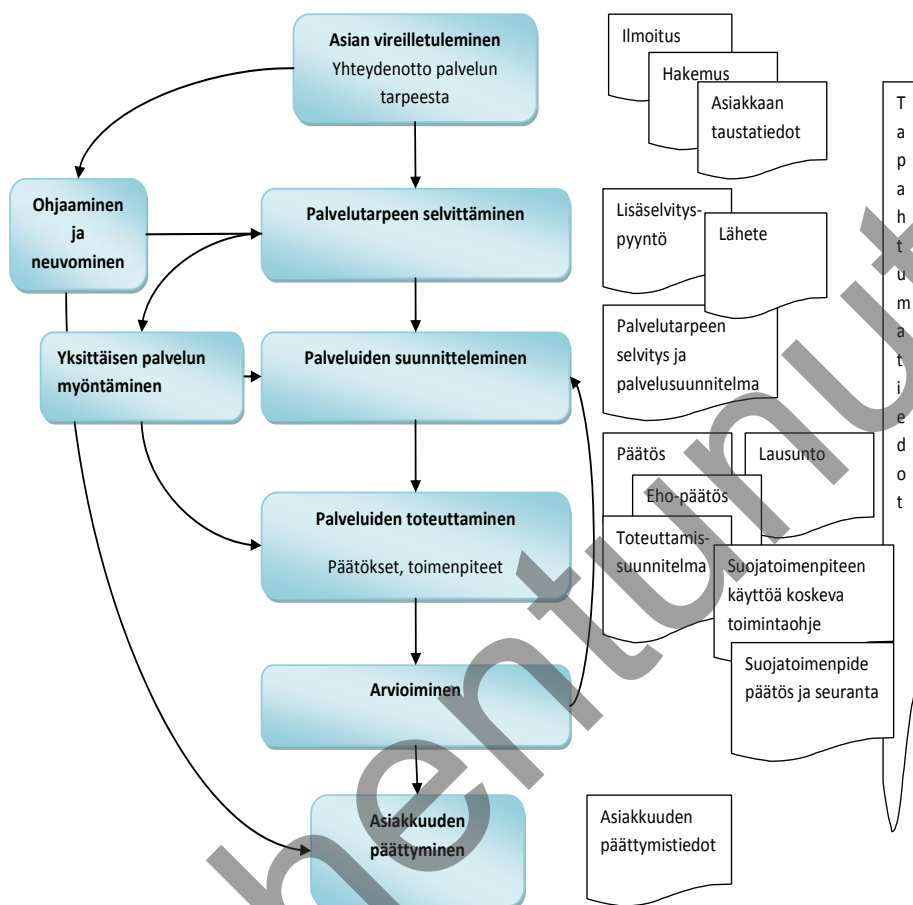 Asian vireilletuleminen
Yhteydenotto palvelun
tarpeesta
Ilmoitus
Hakemus
Asiakkaan
taustatiedot
Ohjaaminen
ja
neuvominen
Palvelutarpeen selvittäminen
Lisäselvitys-
pyyntö
Lähete
Yksittäisen palvelun
myöntäminen
Palveluiden suunnitteleminen
Palvelutarpeen
selvitys ja
palvelusuunnitelma
Palveluiden toteuttaminen
Päätökset, toimenpiteet
Päätös
Lausunto
Eho-päätös
Toteuttamis-
suunnitelma
Suojatoimenpiteen
käyttöä koskeva
toimintaohje
Suojatoimenpide
päätös ja seuranta
Arvioiminen
Asiakkuuden
päättyminen
Asiakkuuden
päättymistiedot
T
a
p
a
h
t
u
m
a
t
i
e
d
o
t
hentunut